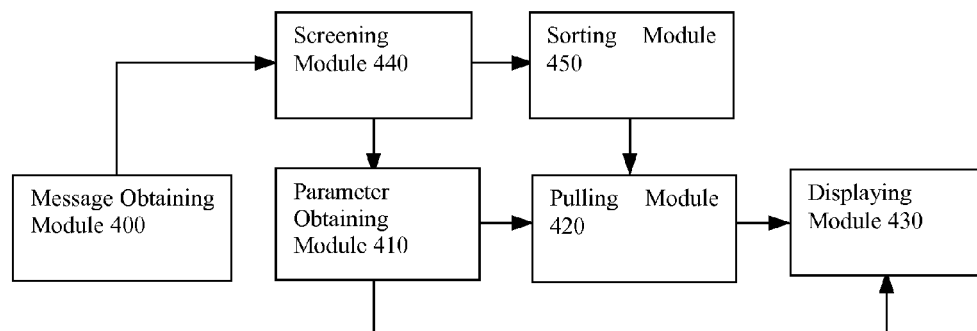 Screening
Module 440
Sorting Module
450
Message Obtaining
Module 400
Parameter
Obtaining
Module 410
Pulling Module
420
Displaying
Module 430